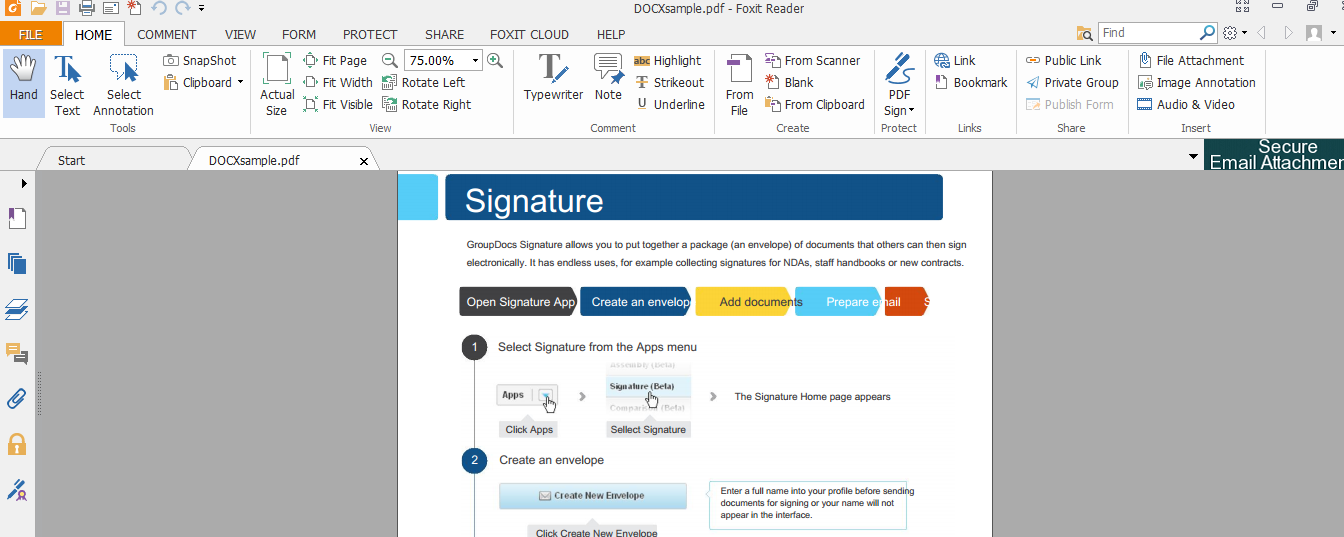 DOCXsample.pdf - Foxit Reader
FILE HOME COMMENT VIEW FORM PROTECT SHARE FOXIT CLOUD HELP
Find
Hand
Select Text
Select Annotation
SnapShot
Clipboard
Tools
Actual Size
Fit Page
Fit Width
Fit Visible
75.00%
Rotate Left
Rotate Right
View
Typewriter
Note
abc Highlight
Strikeout
U Underline
Comment
From File
From Scanner
Blank
From Clipboard
Create
PDF Sign
Protect
Link
Bookmark
Links
Public Link
Private Group
Publish Form
Share
File Attachment
Image Annotation
Audio & Video
Insert
Start
DOCXsample.pdf
Secure
Email Attachmen
Signature
GroupDocs Signature allows you to put together a package (an envelope) of documents that others can then sign
electronically. It has endless uses, for example collecting signatures for NDAs, staff handbooks or new contracts.
Open Signature App Create an envelop Add documents Prepare email S
1 Select Signature from the Apps menu
Apps
Assembly (Beta)
Signature (Beta)
Comparison (Beta)
The Signature Home page appears
Click Apps
Sellect Signature
2 Create an envelope
Create New Envelope
Click Create New Envelope
Enter a full name into your profile before sending
documents for signing or your name will not
appear in the interface.